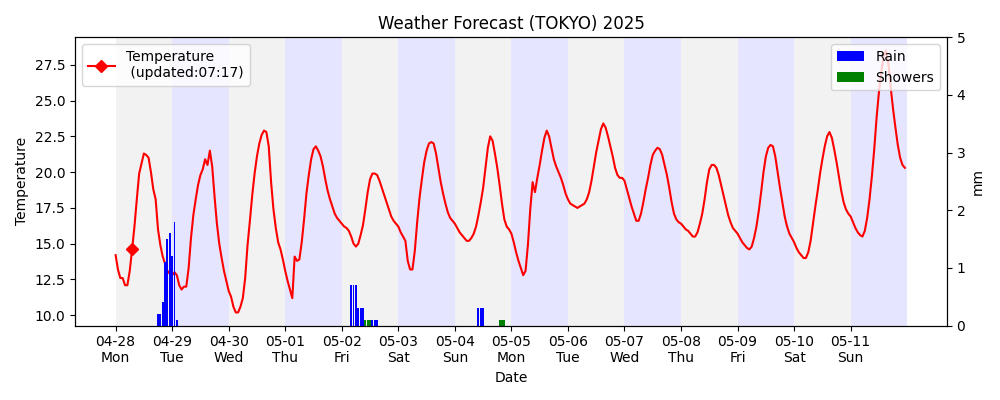 Weather Forecast (TOKYO) 2025
Temperature
(updated:07:17)
Rain
Showers
Temperature
27.5
25.0
22.5
20.0
17.5
15.0
12.5
10.0
5
4
3
2
1
0
mm
04-28 04-29 04-30 05-01 05-02 05-03 05-04 05-05 05-06 05-07 05-08 05-09 05-10 05-11
Mon Tue Wed Thu Fri Sat Sun Mon Tue Wed Thu Fri Sat Sun
Date